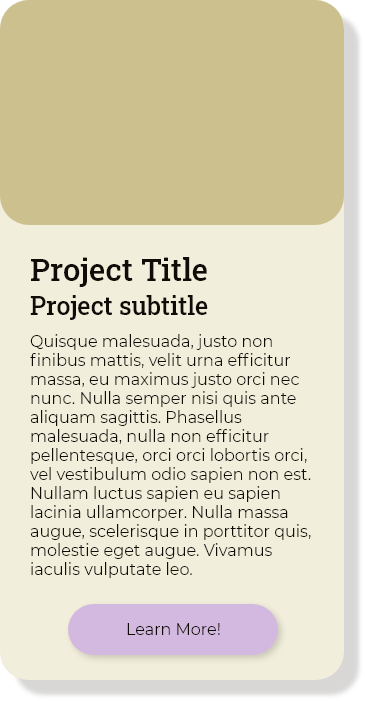 Project Title
Project subtitle
Quisque malesuada, justo non
finibus mattis, velit urna efficitur
massa, eu maximus justo orci nec
nunc. Nulla semper nisi quis ante
aliquam sagittis. Phasellus
malesuada, nulla non efficitur
pellentesque, orci orci lobortis orci,
vel vestibulum odio sapien non est.
Nullam luctus sapien eu sapien
lacinia ullamcorper. Nulla massa
augue, scelerisque in porttitor quis,
molestie eget augue. Vivamus
iaculis vulputate leo.
Learn More!